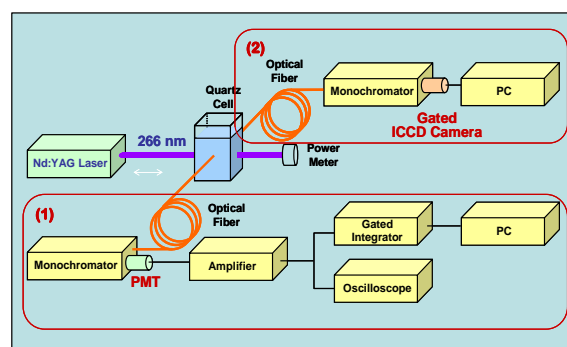 (2)
Optical
Fiber
Monochromator
PC
Gated
ICCD Camera
Quartz
Cell
266 nm
Nd:YAG Laser
Power
Meter
(1)
Optical
Fiber
Monochromator
PMT
Amplifier
Gated
Integrator
PC
Oscilloscope